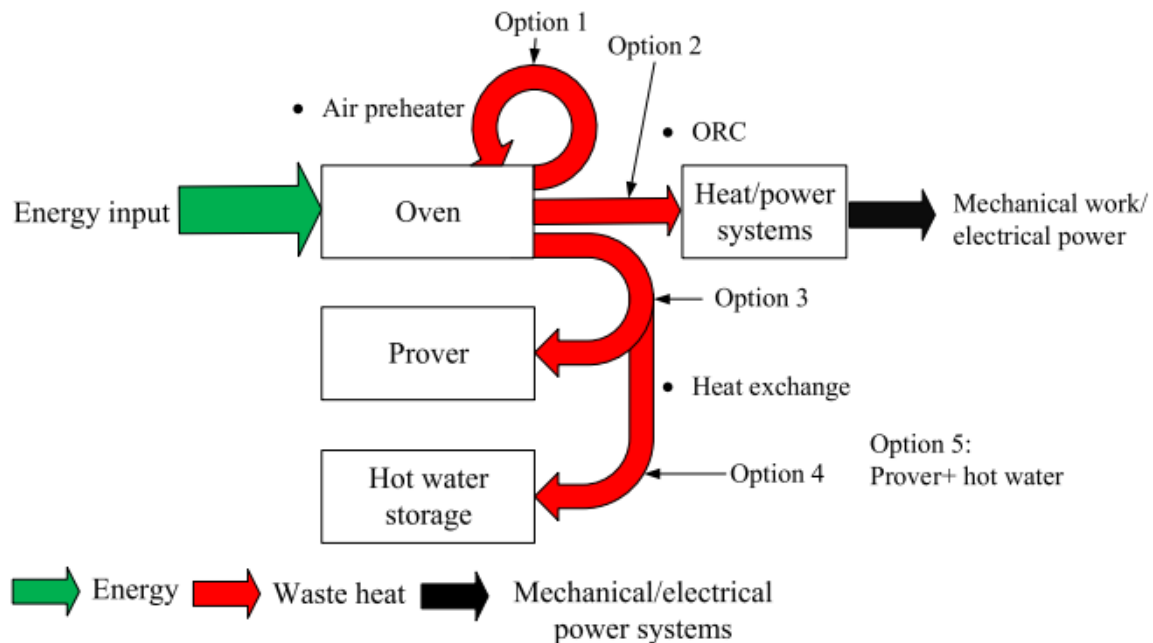 Option 1
Option 2
• Air preheater
• ORC
Energy input
Oven
Heat/power
systems
Mechanical work/
electrical power
Option 3
Prover
• Heat exchange
Option 5:
Prover+ hot water
Option 4
Hot water
storage
Energy
Waste heat
Mechanical/electrical
power systems